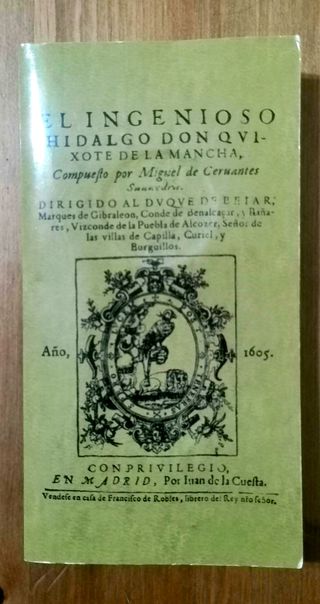 EL INGENIOSO
HIDALGO DON QVI-
XOTE DE LA MANCHA,
Compuesto por Miguel de Ceruantes
Saauedra.
DIRIGIDO AL DVQVE DE BEIAR,
Marques de Gibraleon, Conde de Benalcaçar, y Bañares, Vizconde de la Puebla de Alcozer, Señor de
las villas de Capilla, Curiel, y
Burguillos.
Año, 1605.
CON PRIVILEGIO,
EN MADRID, Por Iuan de la Cuesta.
Vendese en casa de Francisco de Robles, librero del Rey nro señor.